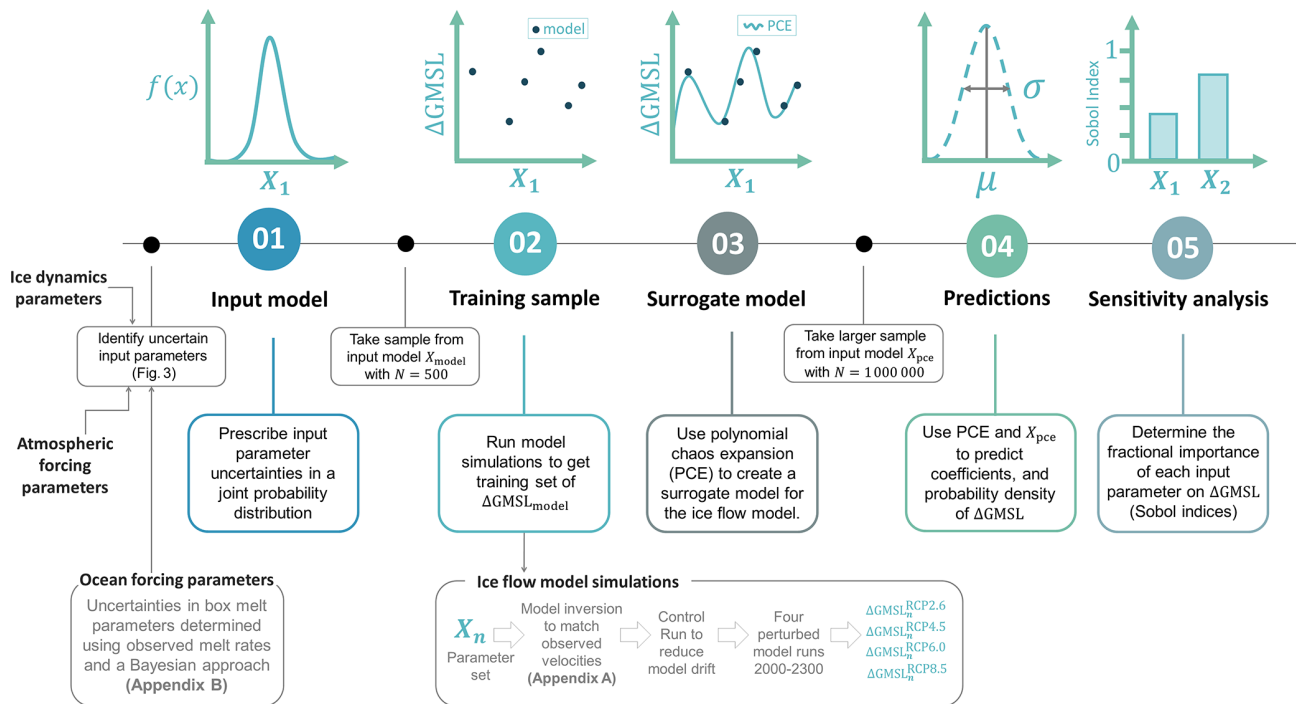 f(x)
X₁
ΔGMSL
model
X₁
ΔGMSL
PCE
X₁
σ
μ
Sobol Index
1
0
X₁ X₂
01
02
03
04
05
Input model
Training sample
Surrogate model
Predictions
Sensitivity analysis
Ice dynamics
parameters
Identify uncertain
input parameters
(Fig. 3)
Atmospheric
forcing
parameters
Take sample from
input model X_model
with N = 500
Take larger sample
from input model X_pce
with N = 1 000 000
Prescribe input
parameter
uncertainties in a
joint probability
distribution
Run model
simulations to get
training set of
ΔGMSL_model
Use polynomial
chaos expansion
(PCE) to create a
surrogate model for
the ice flow model.
Use PCE and X_pce
to predict
coefficients, and
probability density
of ΔGMSL
Determine the
fractional importance
of each input
parameter on ΔGMSL
(Sobol indices)
Ocean forcing parameters
Uncertainties in box melt
parameters determined
using observed melt rates
and a Bayesian approach
(Appendix B)
Ice flow model simulations
Xₙ
Parameter
set
Model inversion
to match
observed
velocities
(Appendix A)
Control
Run to
reduce
model drift
Four
perturbed
model runs
2000-2300
ΔGMSLₙ^RCP2.6
ΔGMSLₙ^RCP4.5
ΔGMSLₙ^RCP6.0
ΔGMSLₙ^RCP8.5